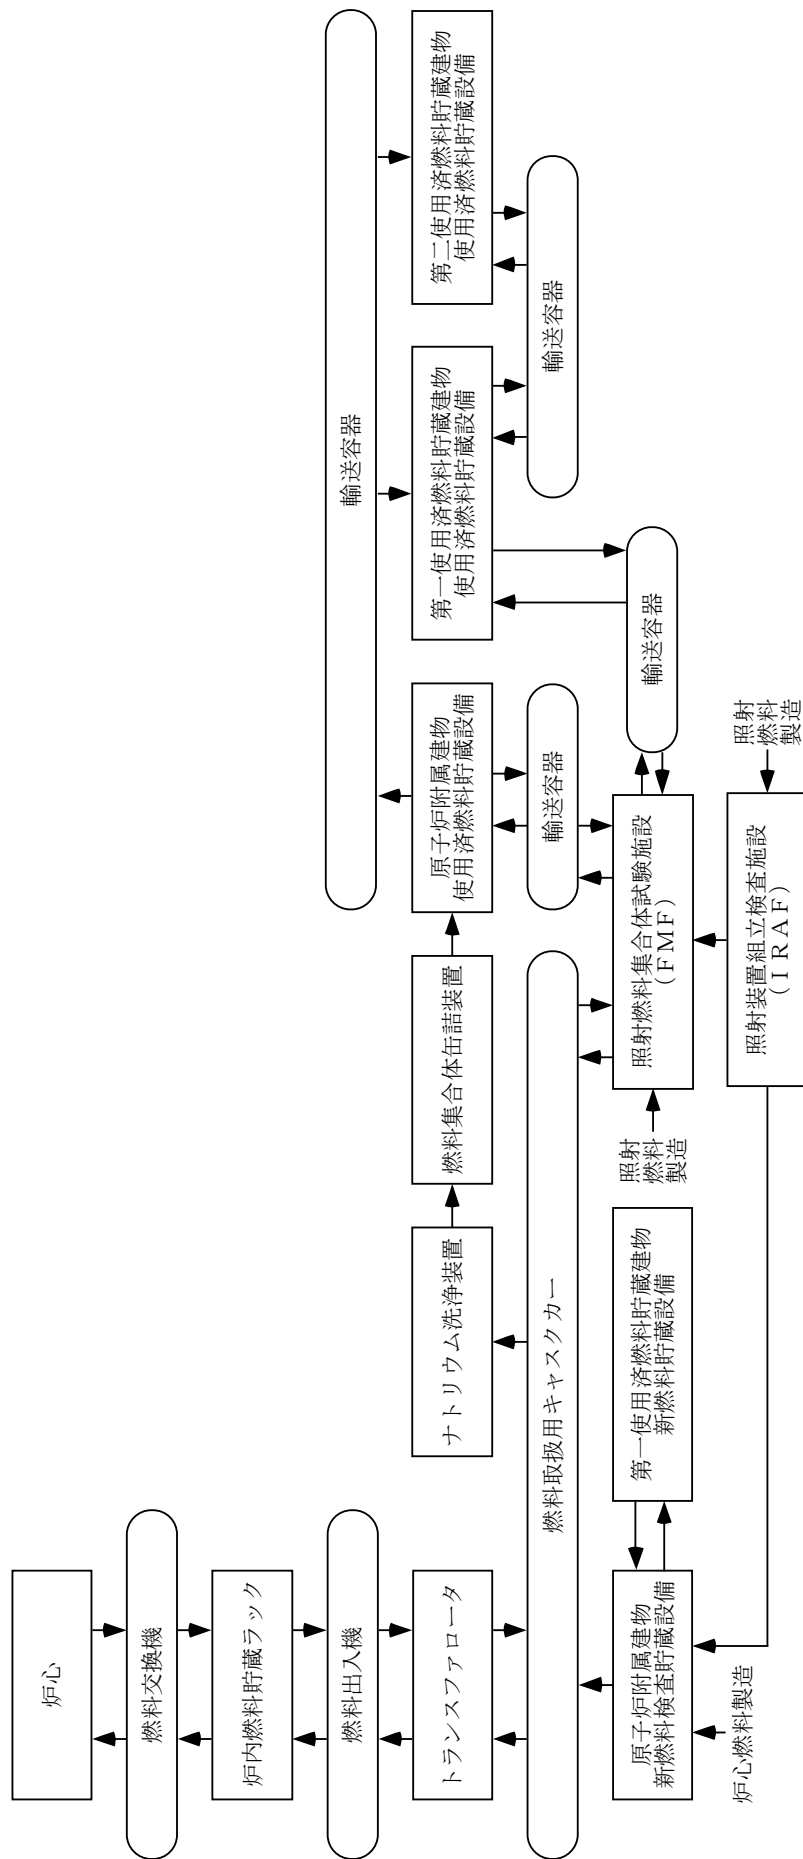 炉心
燃料交換機
炉内燃料貯蔵ラック
燃料出入機
トランスファロータ
燃料取扱用キャスクカー
原子炉附属建物
新燃料検査貯蔵設備
炉心燃料製造
第一使用済燃料貯蔵建物
新燃料貯蔵設備
ナトリウム洗浄装置
燃料集合体缶詰装置
原子炉附属建物
使用済燃料貯蔵設備
輸送容器
輸送容器
照射
燃料
製造
照射燃料集合体試験施設
(FMF)
照射装置組立検査施設
(IRAF)
照射
燃料
製造
輸送容器
第一使用済燃料貯蔵建物
使用済燃料貯蔵設備
第二使用済燃料貯蔵建物
使用済燃料貯蔵設備
輸送容器